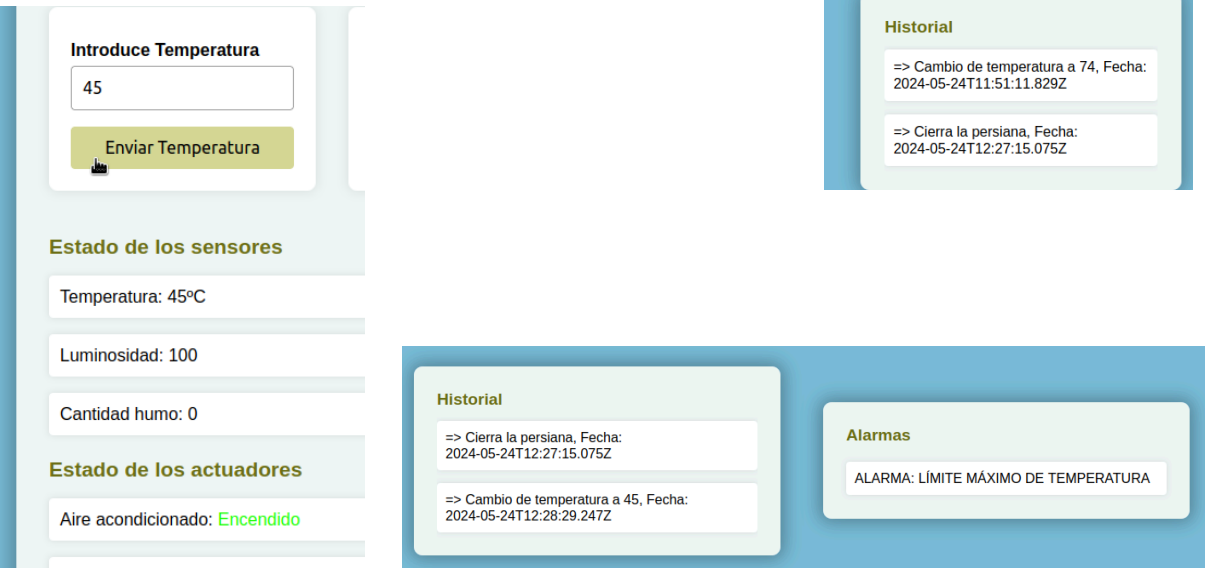 Introduce Temperatura
45
Enviar Temperatura
Estado de los sensores
Temperatura: 45ºC
Luminosidad: 100
Cantidad humo: 0
Estado de los actuadores
Aire acondicionado: Encendido
Historial
=> Cambio de temperatura a 74, Fecha:
2024-05-24T11:51:11.829Z
=> Cierra la persiana, Fecha:
2024-05-24T12:27:15.075Z
Historial
=> Cierra la persiana, Fecha:
2024-05-24T12:27:15.075Z
=> Cambio de temperatura a 45, Fecha:
2024-05-24T12:28:29.247Z
Alarmas
ALARMA: LÍMITE MÁXIMO DE TEMPERATURA